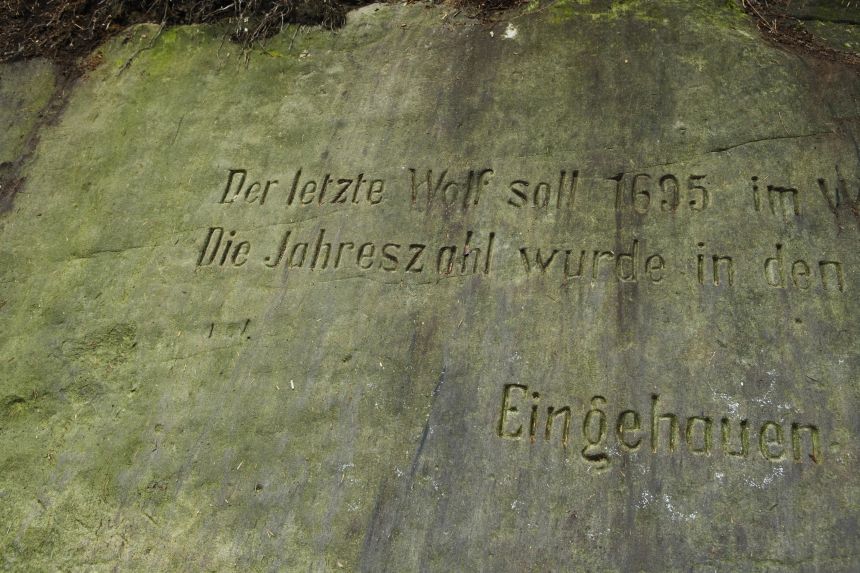 Der letzte Wolf soll 1695 im W
Die Jahreszahl wurde in den
Eingehauen